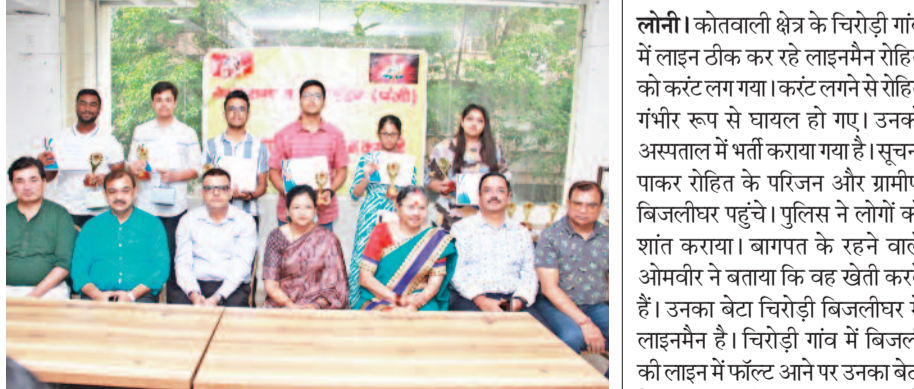 लोनी। कोतवाली क्षेत्र के चिरोड़ी गांव
में लाइन ठीक कर रहे लाइनमैन रोहित
को करंट लग गया। करंट लगने से रोहित
गंभीर रूप से घायल हो गए। उनको
अस्पताल में भर्ती कराया गया है। सूचना
पाकर रोहित के परिजन और ग्रामीण
बिजलीघर पहुंचे। पुलिस ने लोगों को
शांत कराया। बागपत के रहने वाले
ओमवीर ने बताया कि वह खेती करते
हैं। उनका बेटा चिरोड़ी बिजलीघर में
लाइनमैन है। चिरोड़ी गांव में बिजली
की लाइन में फॉल्ट आने पर उनका बेटा